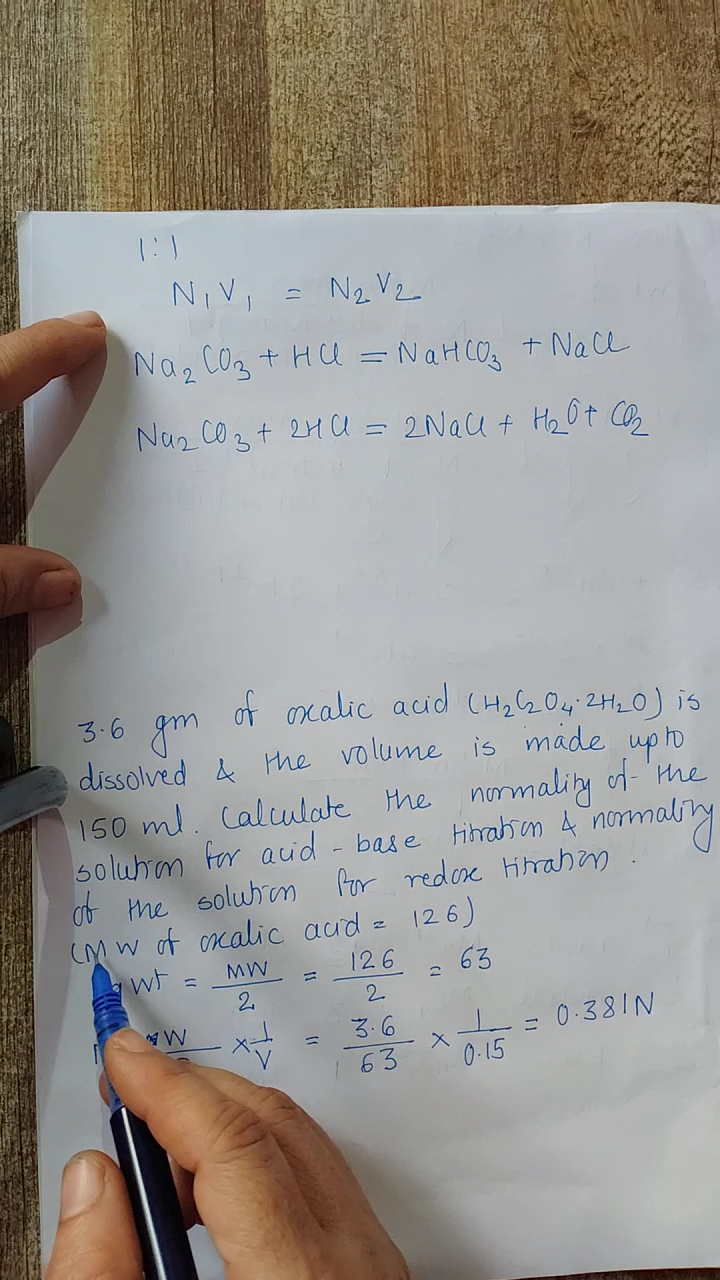 1:1
N₁V₁ = N₂V₂
Na₂CO₃ + HCl = NaHCO₃ + NaCl
Na₂CO₃ + 2HCl = 2NaCl + H₂O + CO₂
3.6 gm of oxalic acid (H₂C₂O₄·2H₂O) is
dissolved & the volume is made upto
150 ml. Calculate the normality of the
solution for acid-base titration & normality
of the solution for redox titration.
(MW of oxalic acid = 126)
wt = MW/2 = 126/2 = 63
W × 1/V = 3.6/63 × 1/0.15 = 0.381N